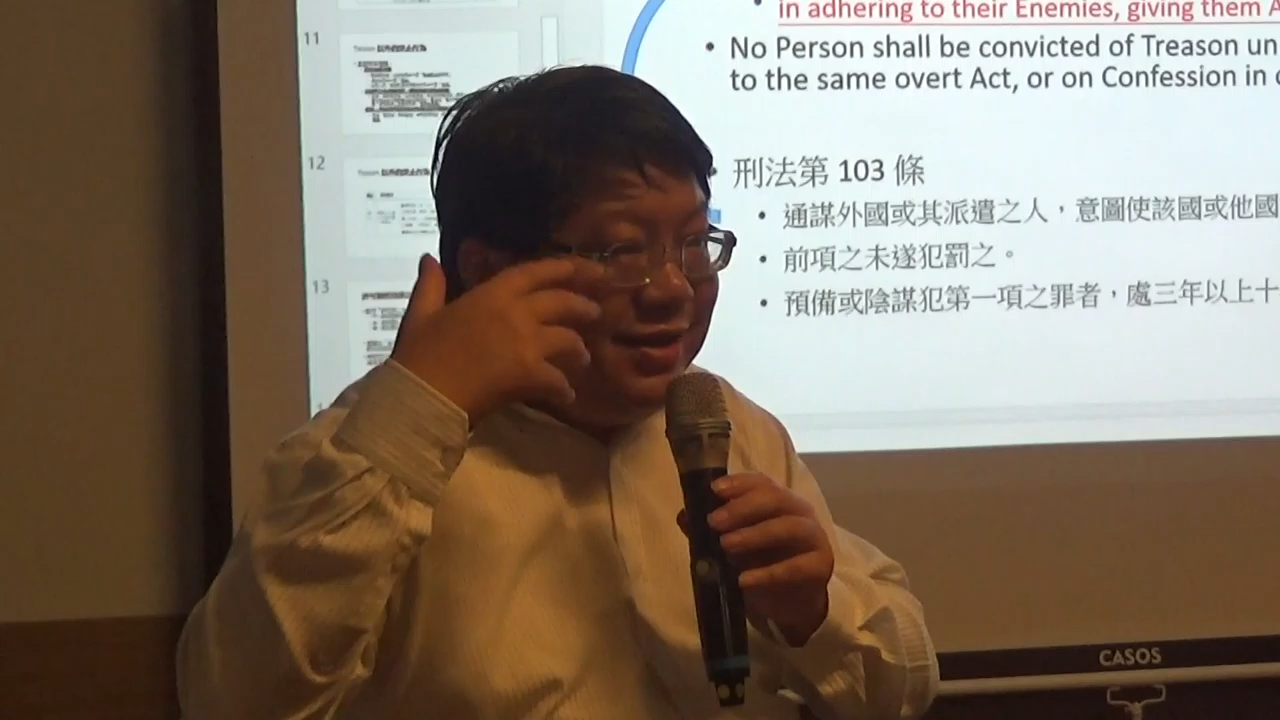 in adhering to their Enemies, giving them A
• No Person shall be convicted of Treason un
to the same overt Act, or on Confession in
• 刑法第 103 條
• 通謀外國或其派遣之人，意圖使該國或他國
• 前項之未遂犯罰之。
• 預備或陰謀犯第一項之罪者，處三年以上十
11
12
13
CASOS